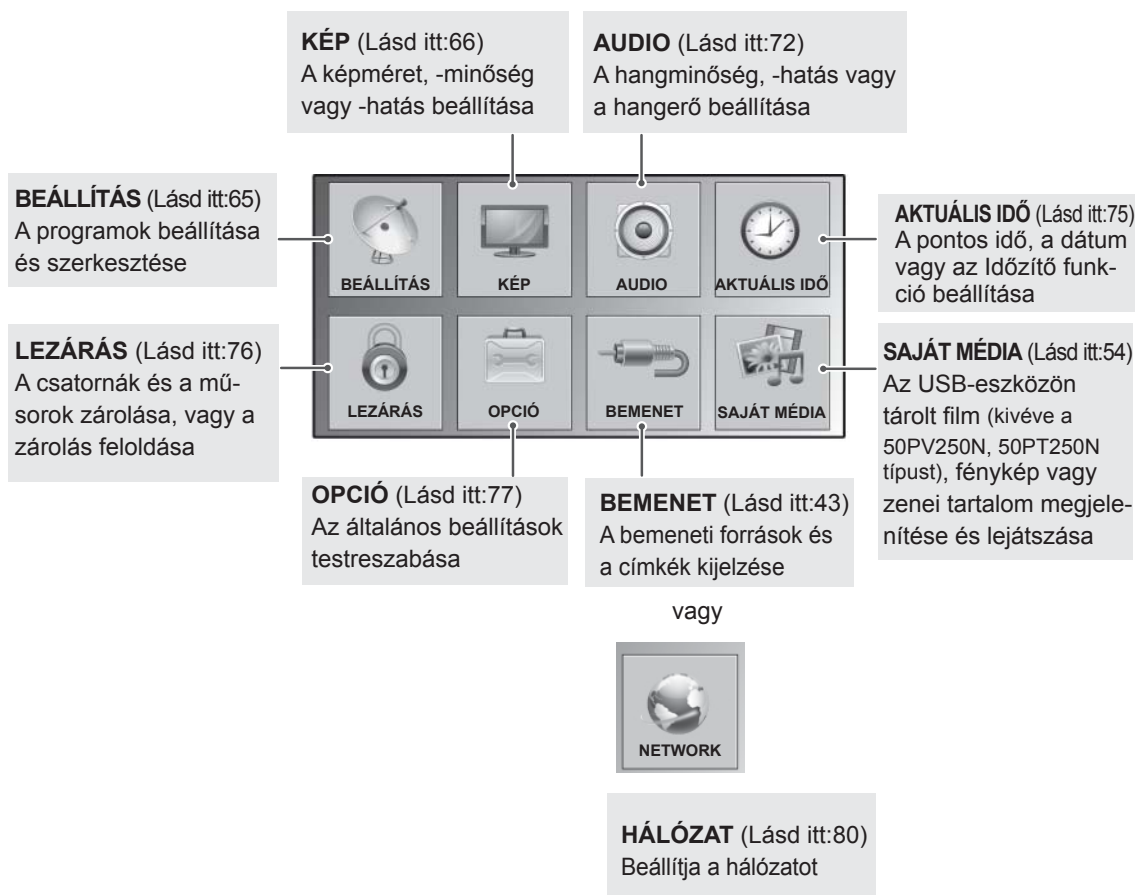 KÉP (Lásd itt:66)
A képméret, -minőség
vagy -hatás beállítása
AUDIO (Lásd itt:72)
A hangminőség, -hatás vagy
a hangerő beállítása
BEÁLLÍTÁS (Lásd itt:65)
A programok beállítása
és szerkesztése
AKTUÁLIS IDŐ (Lásd itt:75)
A pontos idő, a dátum
vagy az Időzítő funk-
ció beállítása
BEÁLLÍTÁS
KÉP
AUDIO
AKTUÁLIS IDŐ
LEZÁRÁS (Lásd itt:76)
A csatornák és a mű-
sorok zárolása, vagy a
zárolás feloldása
LEZÁRÁS
OPCIÓ
BEMENET
SAJÁT MÉDIA
SAJÁT MÉDIA (Lásd itt:54)
Az USB-eszközön
tárolt film (kivéve a
50PV250N, 50PT250N
típust), fénykép vagy
zenei tartalom megjele-
nítése és lejátszása
OPCIÓ (Lásd itt:77)
Az általános beállítások
testreszabása
BEMENET (Lásd itt:43)
A bemeneti források és
a címkék kijelzése
vagy
NETWORK
HÁLÓZAT (Lásd itt:80)
Beállítja a hálózatot